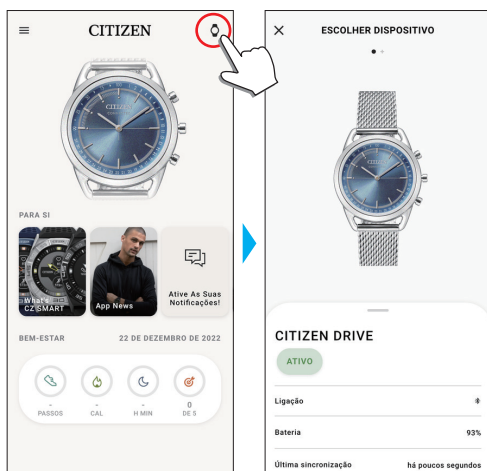 CITIZEN
CITIZEN
PARA SI
What's
CZ SMART
App News
Ative As Suas
Notificações!
BEM-ESTAR 22 DE DEZEMBRO DE 2022
- - - 0
PASSOS CAL H MIN DE 5
ESCOLHER DISPOSITIVO
CITIZEN
CITIZEN DRIVE
ATIVO
Ligação
Bateria 93%
Última sincronização há poucos segundos